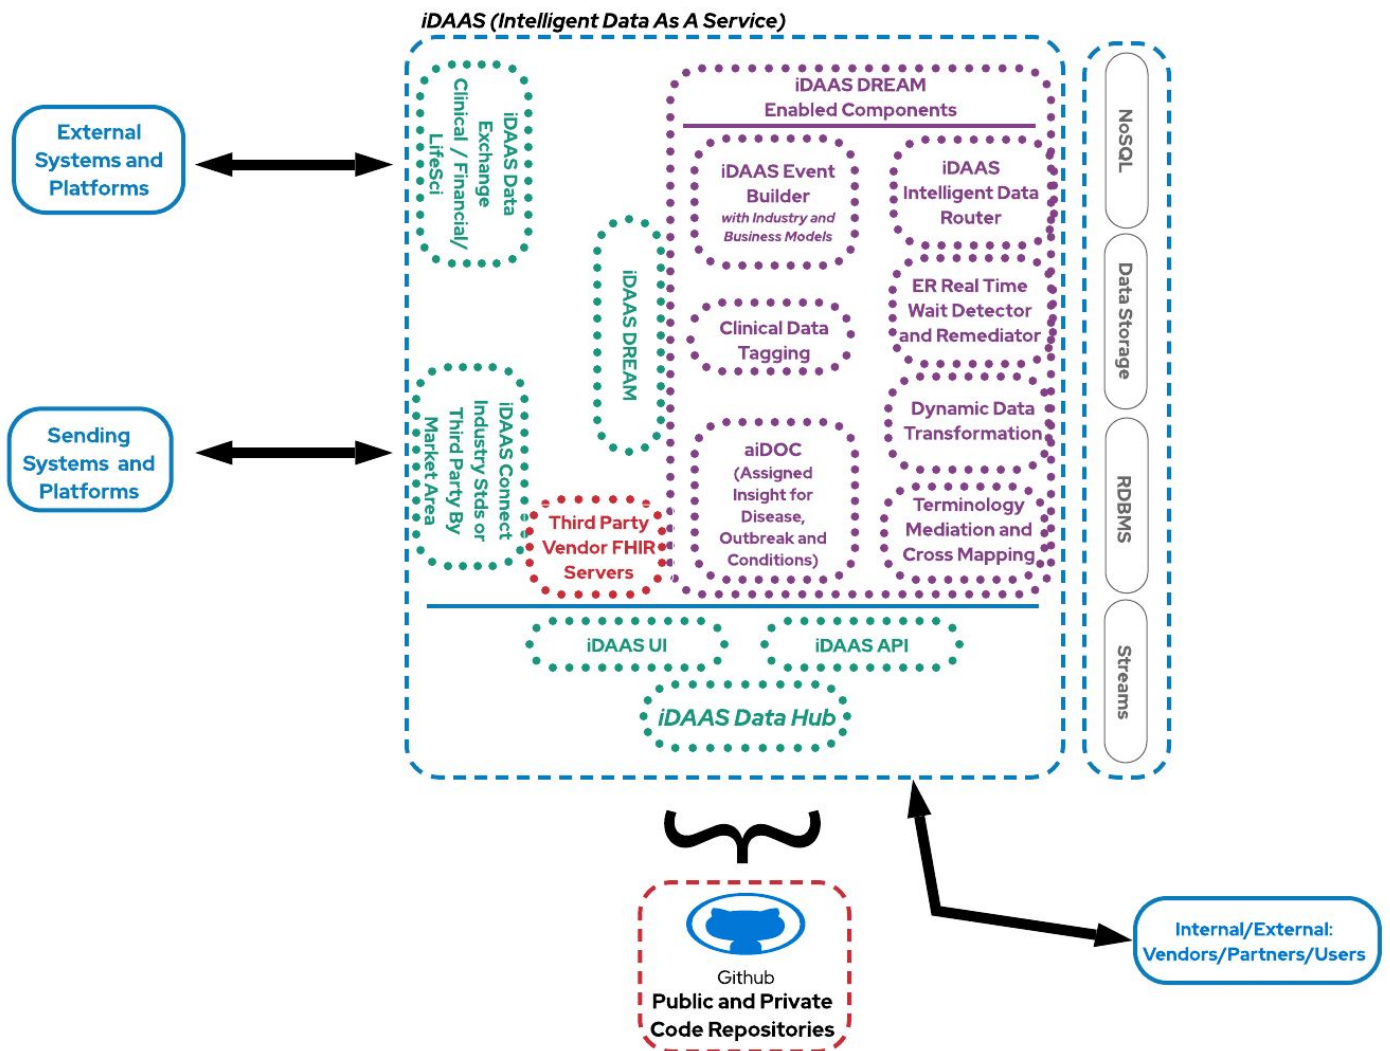 iDAAS (Intelligent Data As A Service)
External
Systems and
Platforms
Sending
Systems and
Platforms
iDAAS Data
Exchange
Clinical / Financial/
LifeSci
iDAAS Connect
Industry Stds or
Third Party By
Market Area
iDAAS DREAM
Third Party
Vendor FHIR
Servers
iDAAS DREAM
Enabled Components
iDAAS Event
Builder
with Industry and
Business Models
Clinical Data
Tagging
aiDOC
(Assigned
Insight for
Disease,
Outbreak and
Conditions)
iDAAS
Intelligent Data
Router
ER Real Time
Wait Detector
and Remediator
Dynamic Data
Transformation
Terminology
Mediation and
Cross Mapping
iDAAS UI
iDAAS API
iDAAS Data Hub
NoSQL
Data Storage
RDBMS
Streams
Github
Public and Private
Code Repositories
Internal/External:
Vendors/Partners/Users